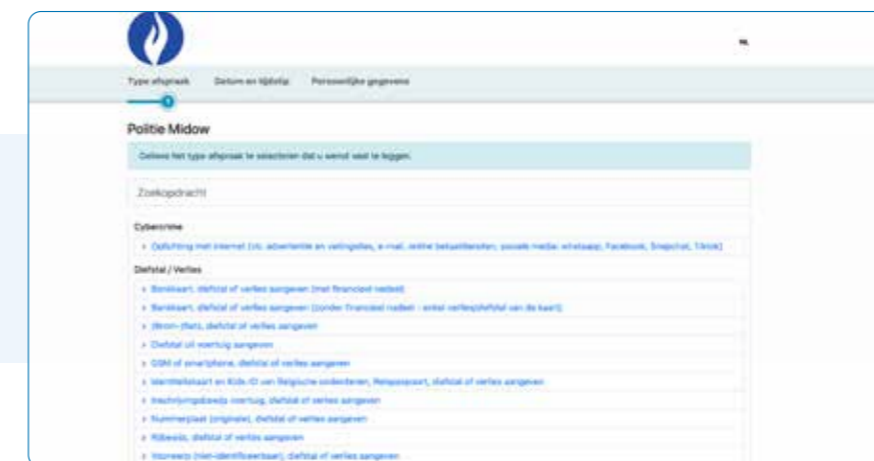 NL
Type afspraak Datum en tijdstip Persoonlijke gegevens
1
Politie Midow
Gelieve het type afspraak te selecteren dat u wenst vast te leggen.
Zoekopdracht
Cybercrime
Oplichting met internet (vb. advertentie en veilingsites, e-mail, online betaaldiensten, sociale media: whatsapp, Facebook, Snapchat, Tiktok)
Diefstal / Verlies
Bankkaart, diefstal of verlies aangeven (met financieel nadeel)
Bankkaart, diefstal of verlies aangeven (zonder financieel nadeel - enkel verlies/diefstal van de kaart)
(Brom-)fiets, diefstal of verlies aangeven
Diefstal uit voertuig aangeven
GSM of smartphone, diefstal of verlies aangeven
Identiteitskaart en Kids-ID van Belgische onderdanen, Reispaspoort, diefstal of verlies aangeven
Inschrijvingsbewijs voertuig, diefstal of verlies aangeven
Nummerplaat (originele), diefstal of verlies aangeven
Rijbewijs, diefstal of verlies aangeven
Voorwerp (niet-identificeerbaar), diefstal of verlies aangeven